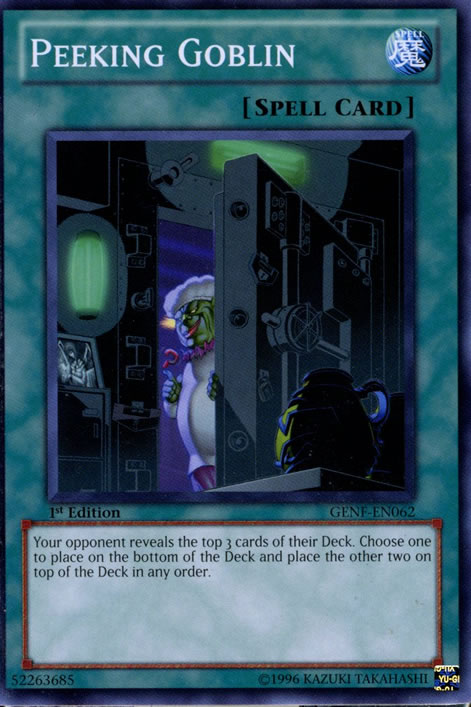 PEEKING GOBLIN
SPELL
魔
[SPELL CARD]
1st Edition
GENF-EN062
Your opponent reveals the top 3 cards of their Deck. Choose one
to place on the bottom of the Deck and place the other two on
top of the Deck in any order.
52263685
©1996 KAZUKI TAKAHASHI
YU-GI